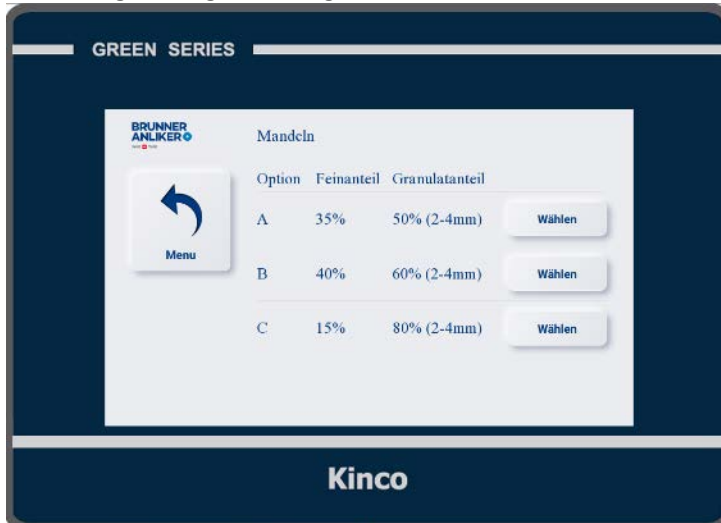 GREEN SERIES
BRUNNER
ANLIKER
Mandeln
Option Feinanteil Granulatanteil
A 35% 50% (2-4mm) Wählen
Menu
B 40% 60% (2-4mm) Wählen
C 15% 80% (2-4mm) Wählen
Kinco